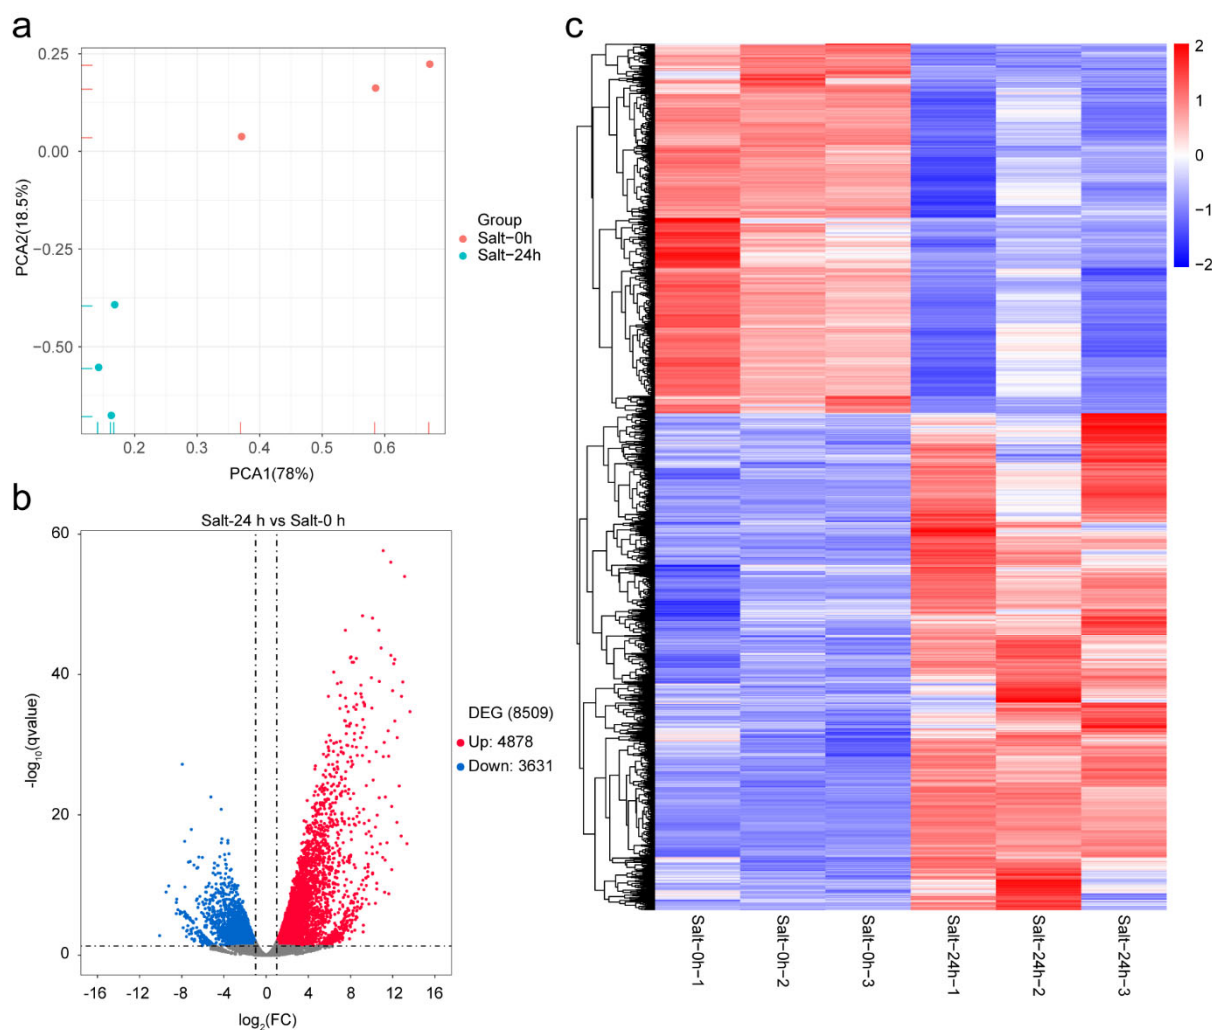 a
0.25
0.00
−0.25
−0.50
PCA2(18.5%)
0.2
0.3
0.4
0.5
0.6
PCA1(78%)
Group
Salt−0h
Salt−24h
b
Salt-24 h vs Salt-0 h
60
40
20
0
-log10(qvalue)
-16
-12
-8
-4
0
4
8
12
16
log2(FC)
DEG (8509)
Up: 4878
Down: 3631
c
2
1
0
−1
−2
Salt−0h−1
Salt−0h−2
Salt−0h−3
Salt−24h−1
Salt−24h−2
Salt−24h−3